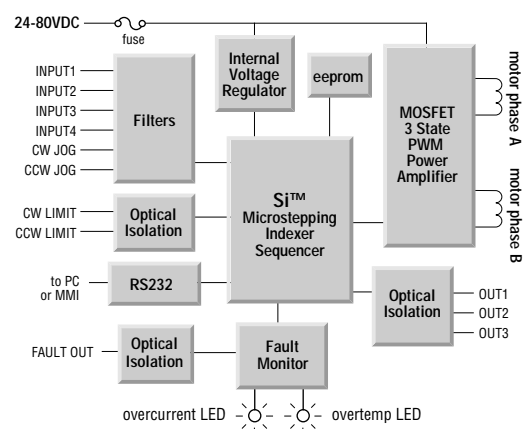 24-80VDC
fuse
INPUT1
INPUT2
INPUT3
INPUT4
CW JOG
CCW JOG
Filters
Internal
Voltage
Regulator
eeprom
MOSFET
3 State
PWM
Power
Amplifier
motor phase A
motor phase B
CW LIMIT
CCW LIMIT
Optical
Isolation
Si™
Microstepping
Indexer
Sequencer
to PC
or MMI
RS232
Optical
Isolation
OUT1
OUT2
OUT3
FAULT OUT
Optical
Isolation
Fault
Monitor
overcurrent LED
overtemp LED